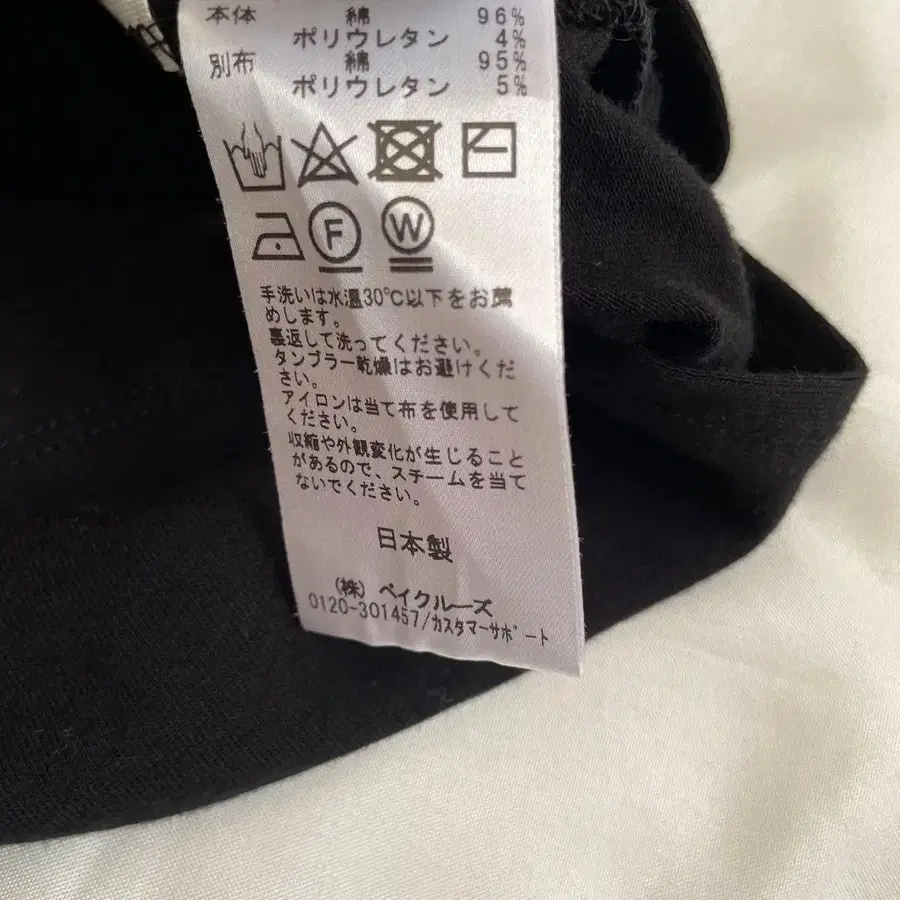 本体 綿 96%
ポリウレタン 4%
別布 綿 95%
ポリウレタン 5%
F W
手洗いは水温30℃以下をお薦
めします。
裏返して洗ってください。
タンブラー乾燥はお避けくだ
さい。
アイロンは当て布を使用して
ください。
収縮や外観変化が生じること
があるので、スチームを当て
ないでください。
日本製
(株) ベイクルーズ
0120-301457/カスタマーサポート